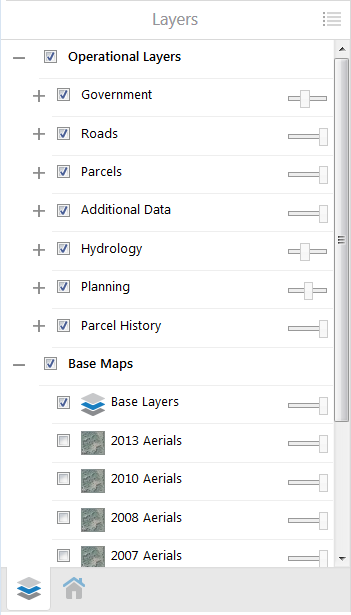 Layers
Operational Layers
Government
Roads
Parcels
Additional Data
Hydrology
Planning
Parcel History
Base Maps
Base Layers
2013 Aerials
2010 Aerials
2008 Aerials
2007 Aerials